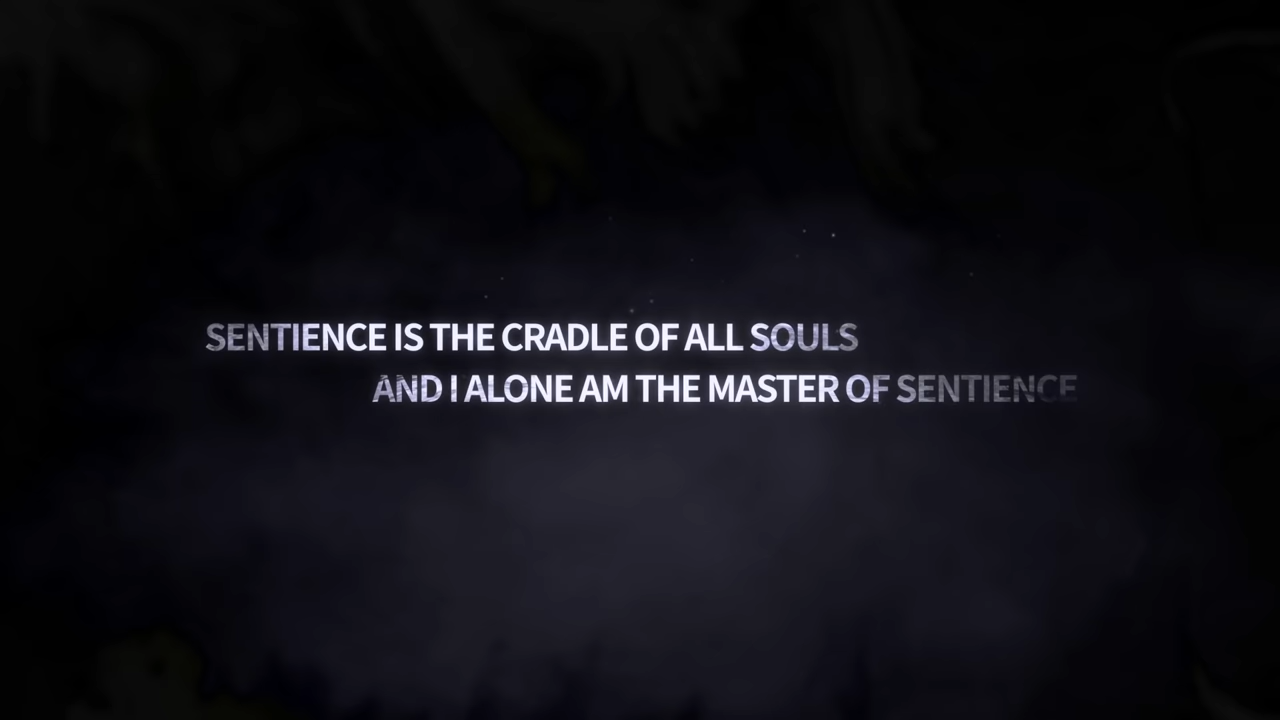 SENTIENCE IS THE CRADLE OF ALL SOULS
AND I ALONE AM THE MASTER OF SENTIENCE